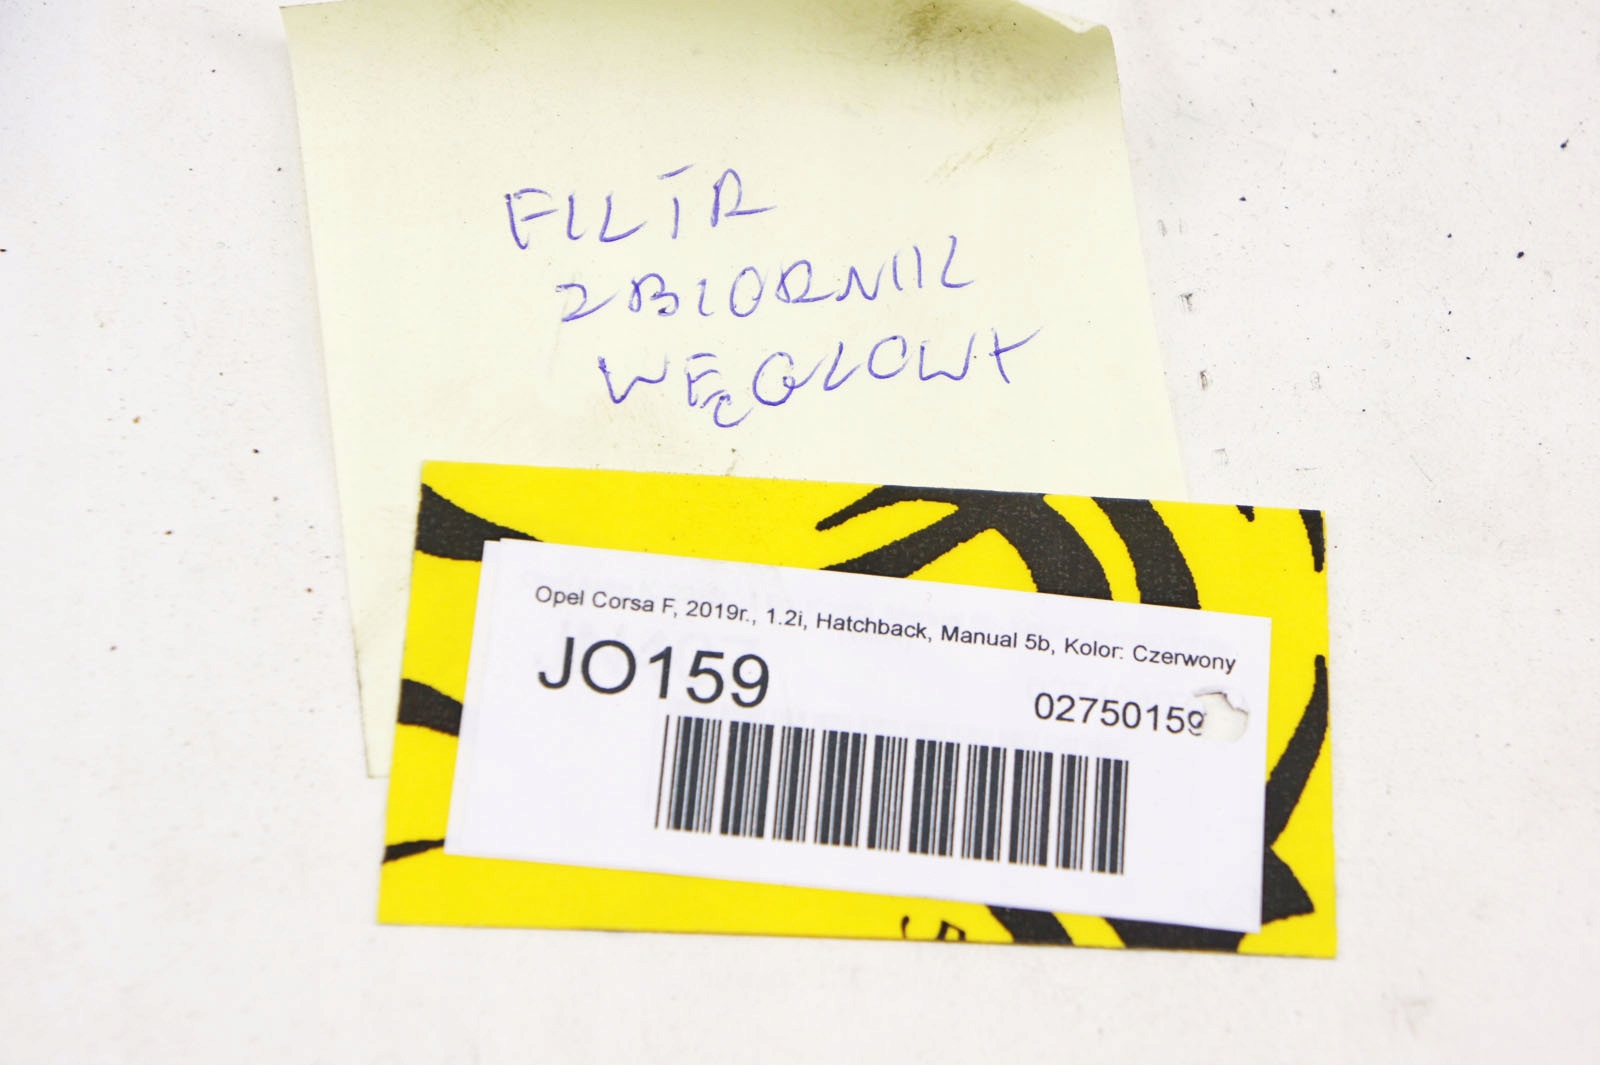 FILTR
ZBIORNIK
WĘGLOWY
Opel Corsa F, 2019r., 1.2i, Hatchback, Manual 5b, Kolor: Czerwony
JO159
02750159